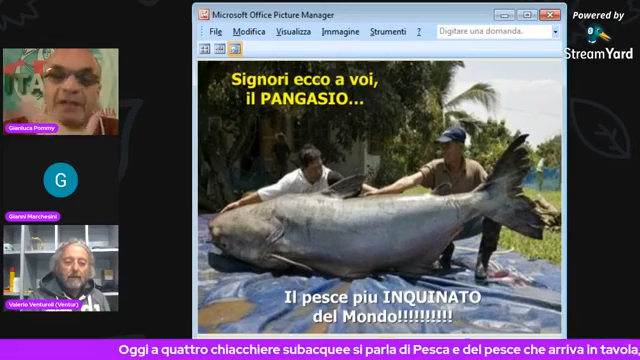 Microsoft Office Picture Manager
File Modifica Visualizza Immagine Strumenti ?
Digitare una domanda.
Powered by
StreamYard
Signori ecco a voi,
il PANGASIO...
Gianluca Pommy
G
Gianni Marchesini
Valerio Venturoli (Ventur)
Il pesce piu INQUINATO
del Mondo!!!!!!!!!!
Oggi a quattro chiacchiere subacquee si parla di Pesca e del pesce che arriva in tavola